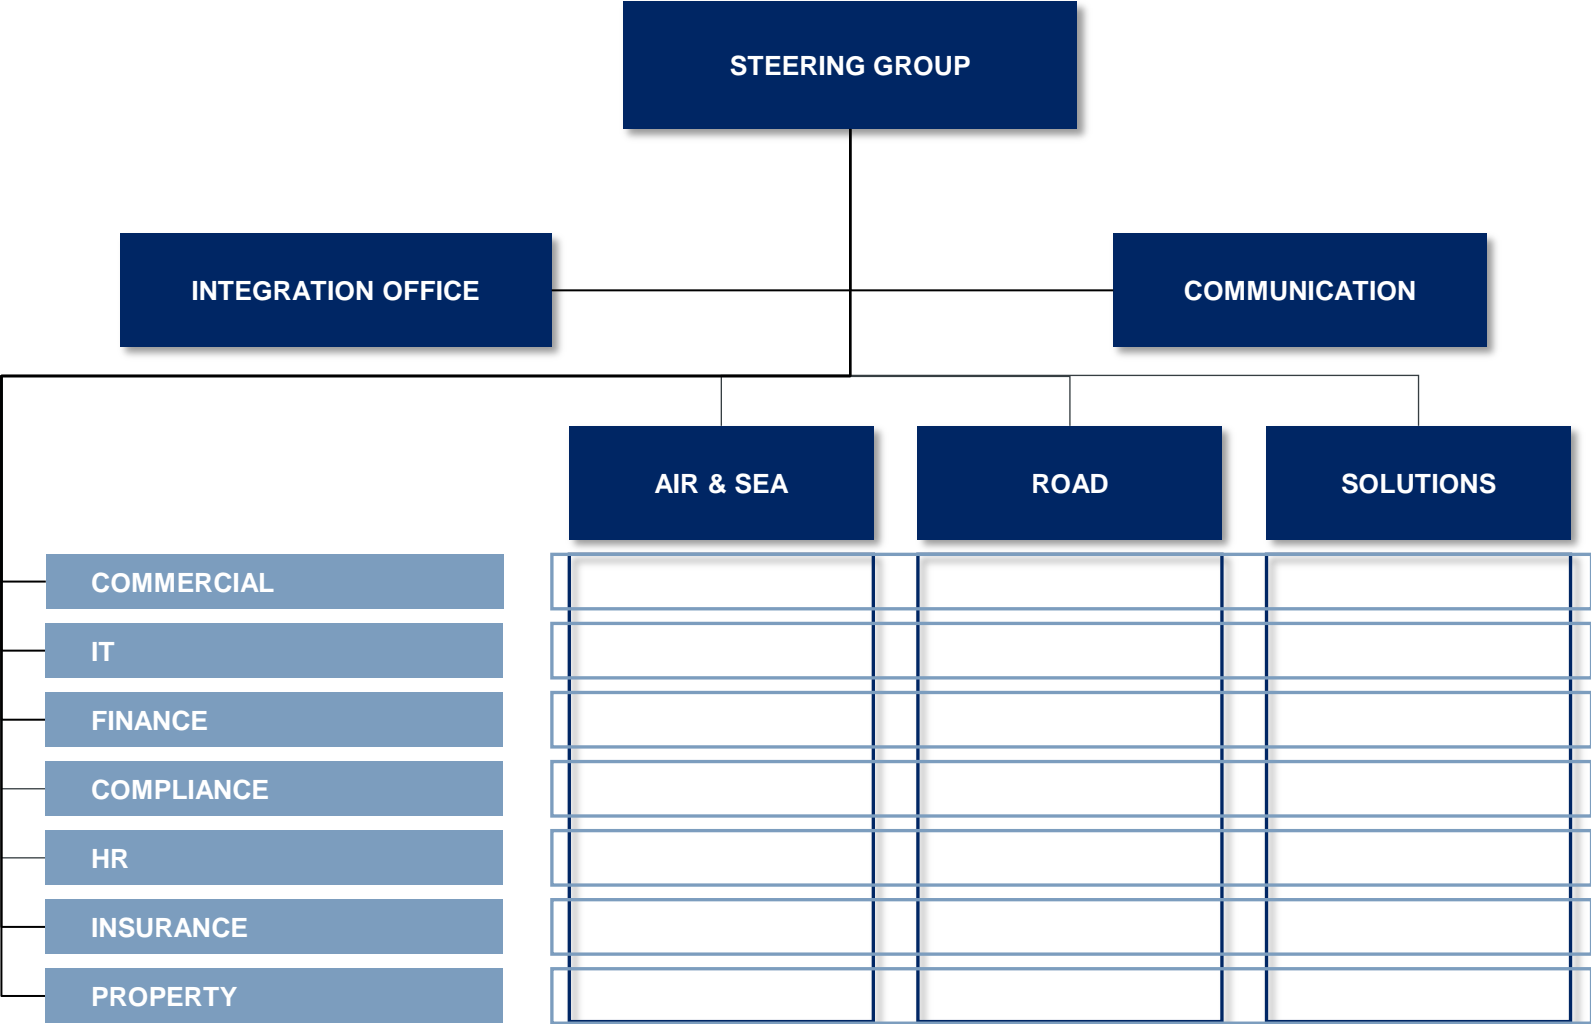 STEERING GROUP
INTEGRATION OFFICE
COMMUNICATION
AIR & SEA
ROAD
SOLUTIONS
COMMERCIAL
IT
FINANCE
COMPLIANCE
HR
INSURANCE
PROPERTY